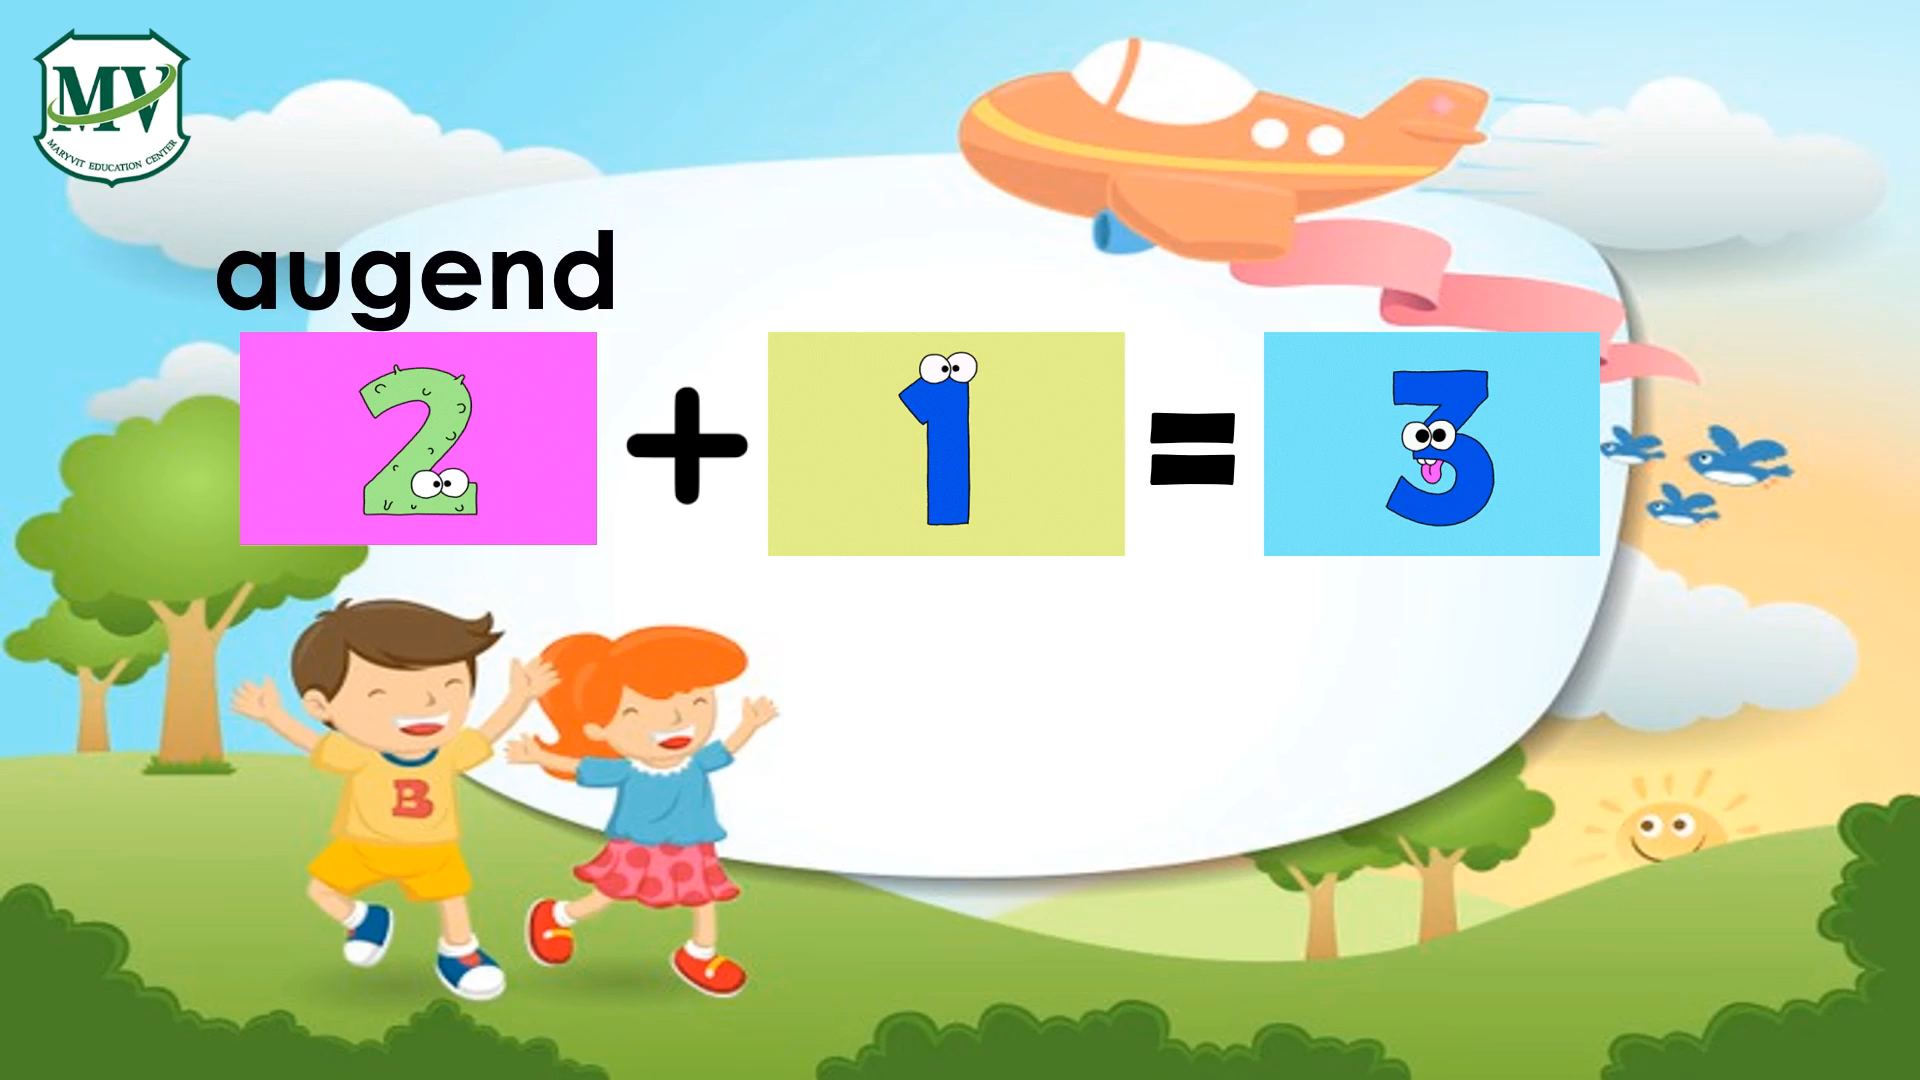 MV
MARYVIT EDUCATION CENTER
augend
2 + 1 = 3
B